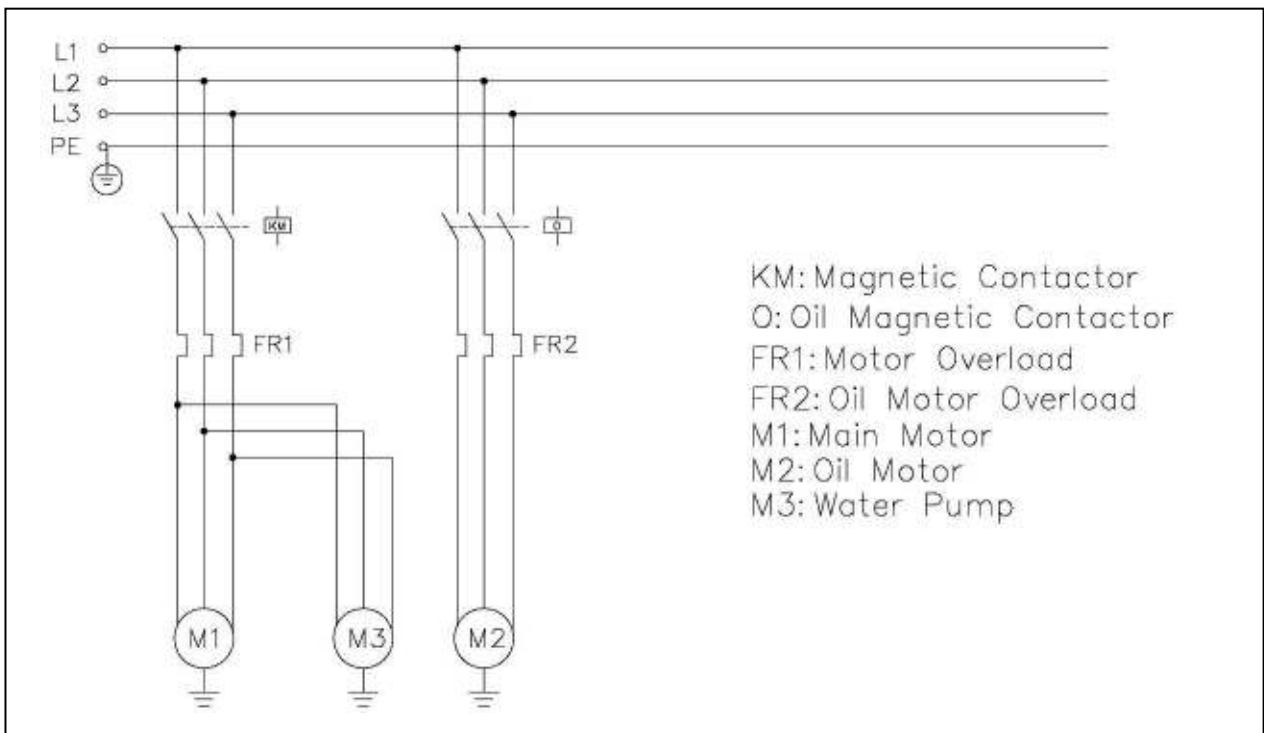 L1
L2
L3
PE
KM
O
FR1
FR2
KM: Magnetic Contactor
O: Oil Magnetic Contactor
FR1: Motor Overload
FR2: Oil Motor Overload
M1: Main Motor
M2: Oil Motor
M3: Water Pump
M1
M3
M2